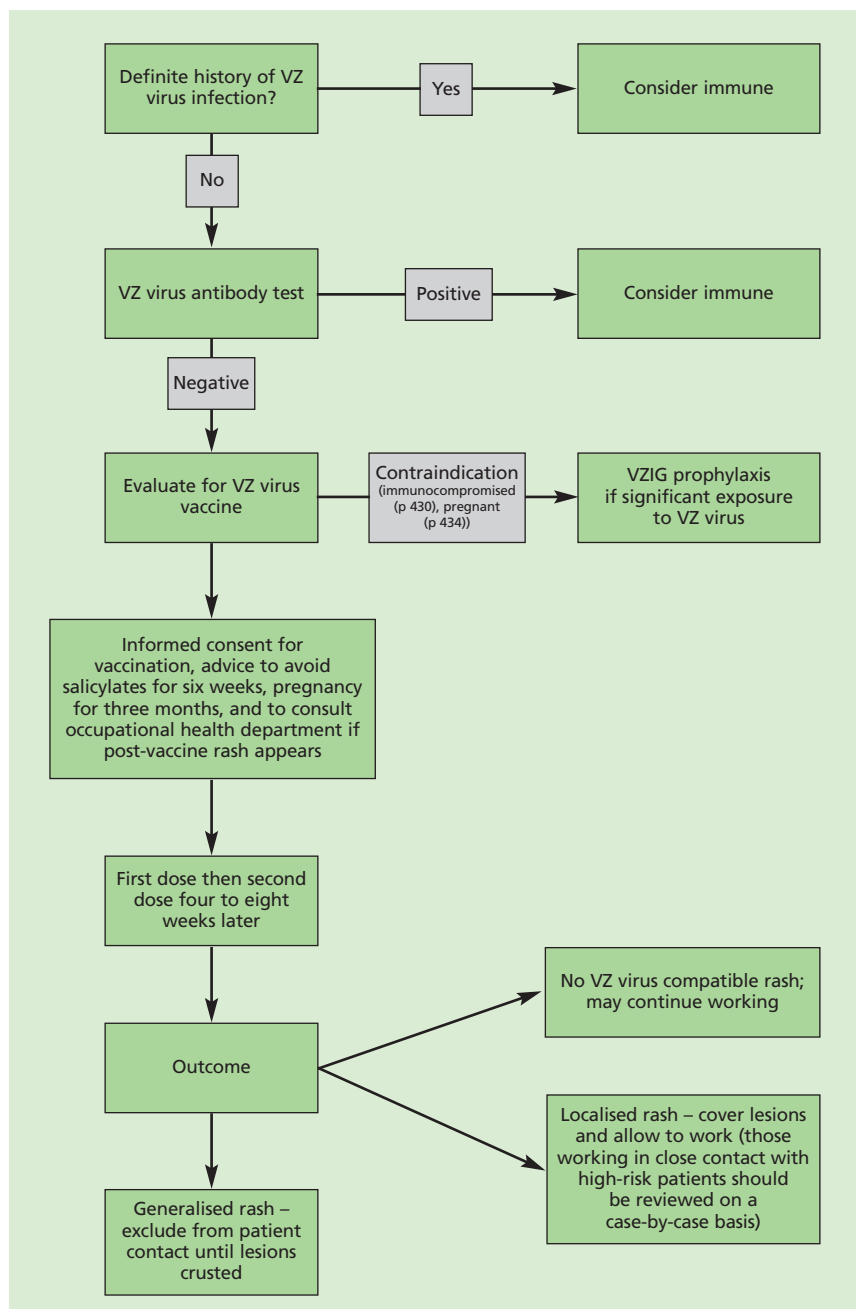 Definite history of VZ
virus infection?
Yes
Consider immune
No
VZ virus antibody test
Positive
Consider immune
Negative
Evaluate for VZ virus
vaccine
Contraindication
(immunocompromised
(p 430), pregnant
(p 434))
VZIG prophylaxis
if significant exposure
to VZ virus
Informed consent for
vaccination, advice to avoid
salicylates for six weeks, pregnancy
for three months, and to consult
occupational health department if
post-vaccine rash appears
First dose then second
dose four to eight
weeks later
No VZ virus compatible rash;
may continue working
Outcome
Localised rash – cover lesions
and allow to work (those
working in close contact with
high-risk patients should
be reviewed on a
case-by-case basis)
Generalised rash –
exclude from patient
contact until lesions
crusted